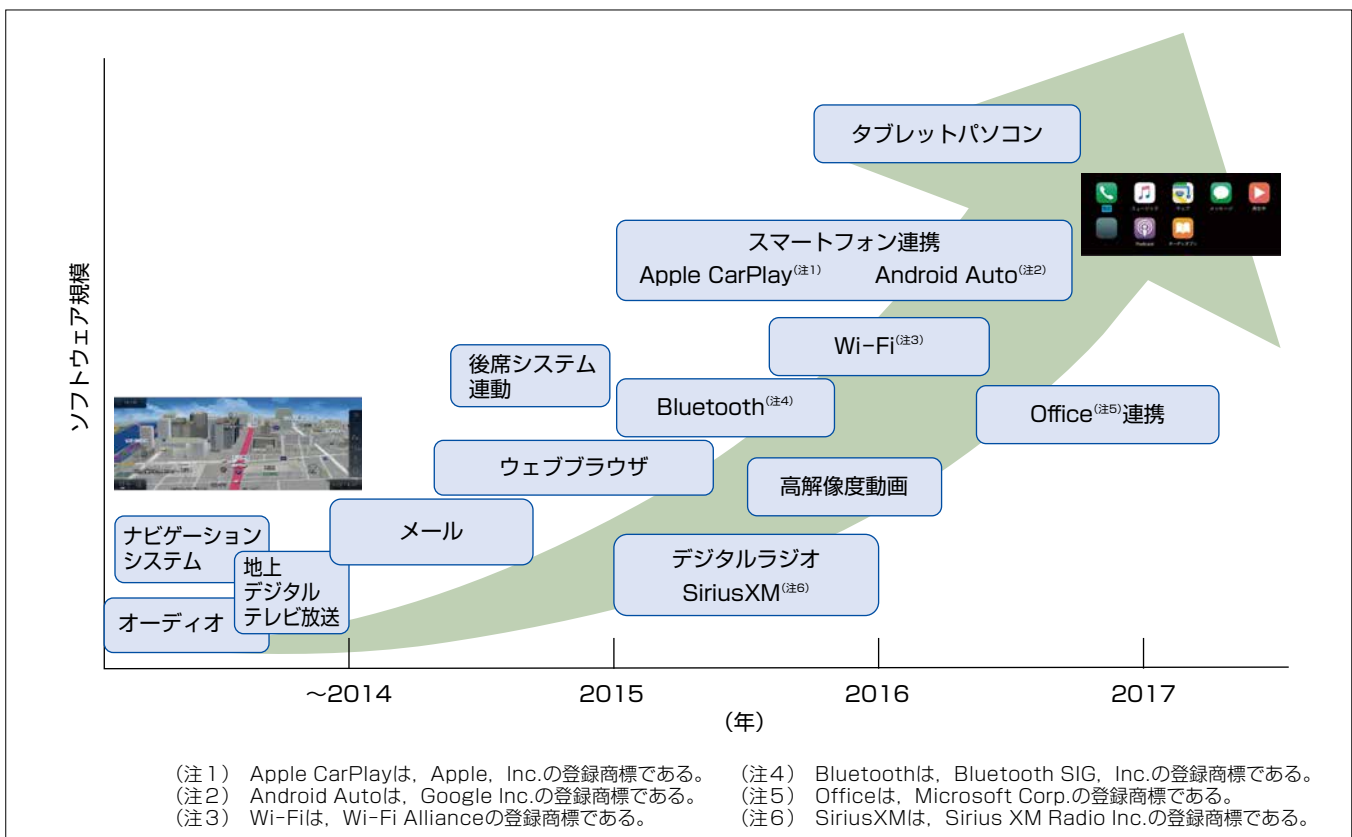 タブレットパソコン
スマートフォン連携
Apple CarPlay(注1) Android Auto(注2)
Wi-Fi(注3)
後席システム
連動
Bluetooth(注4)
Office(注5)連携
ウェブブラウザ
高解像度動画
メール
ナビゲーション
システム
地上
デジタル
テレビ放送
オーディオ
デジタルラジオ
SiriusXM(注6)
ソフトウェア規模
～2014 2015 2016 2017
（年）
（注1） Apple CarPlayは，Apple，Inc.の登録商標である。
（注2） Android Autoは，Google Inc.の登録商標である。
（注3） Wi-Fiは，Wi-Fi Allianceの登録商標である。
（注4） Bluetoothは，Bluetooth SIG，Inc.の登録商標である。
（注5） Officeは，Microsoft Corp.の登録商標である。
（注6） SiriusXMは，Sirius XM Radio Inc.の登録商標である。